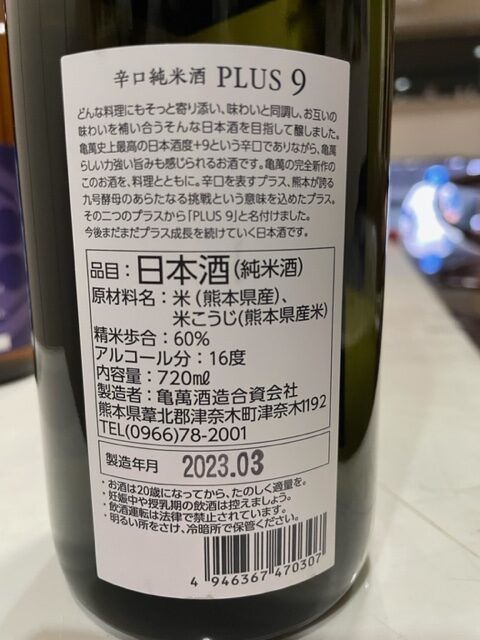 辛口純米酒 PLUS 9
どんな料理にもそっと寄り添い、味わいと同調し、お互いの
味わいを補い合うそんな日本酒を目指して醸しました。
亀萬史上最高の日本酒度+9という辛口でありながら、亀萬
らしい力強い旨みも感じられるお酒です。亀萬の完全新作の
このお酒を、料理とともに。辛口を表すプラス、熊本が誇る
九号酵母のあらたなる挑戦という意味を込めたプラス。
その二つのプラスから「PLUS 9」と名付けました。
今後まだまだプラス成長を続けていく日本酒です。
品目：日本酒(純米酒)
原材料名：米（熊本県産）、
米こうじ(熊本県産米)
精米歩合：60%
アルコール分：16度
内容量：720㎖
製造者：亀萬酒造合資会社
熊本県葦北郡津奈木町津奈木1192
TEL(0966)78-2001
製造年月 2023.03
・お酒は20歳になってから、たのしく適量を。
・妊娠中や授乳期の飲酒は控えましょう。
・飲酒運転は法律で禁止されています。
・明るい所をさけ、冷暗所で保管ください。
4 946367 470307